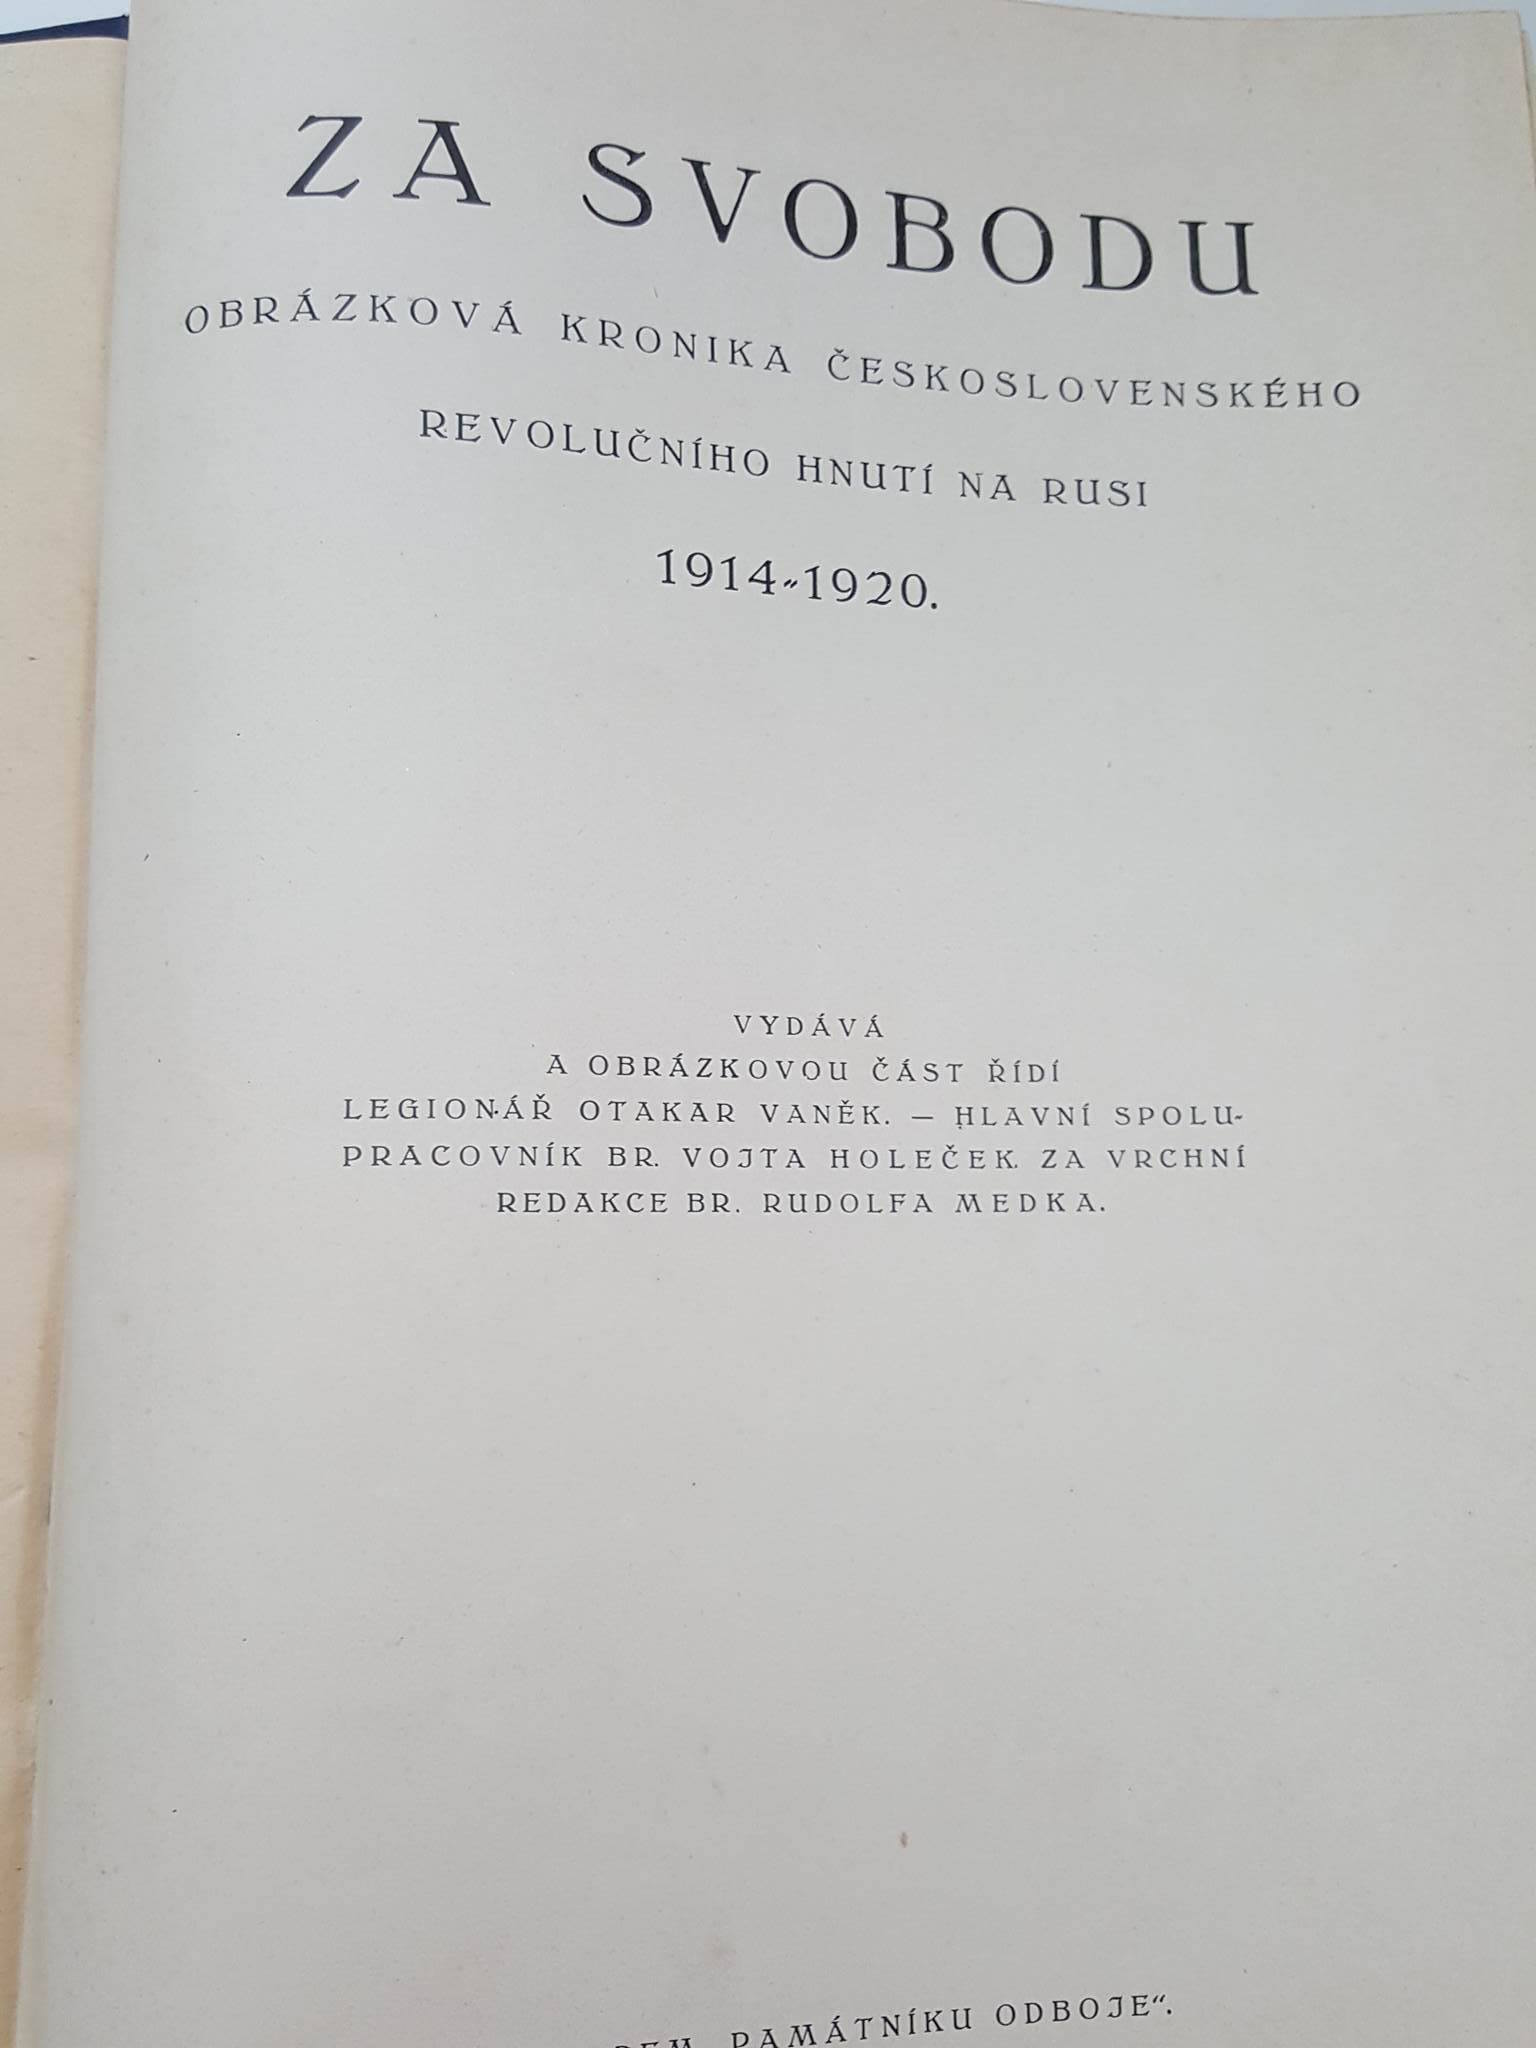 ZA SVOBODU
OBRÁZKOVÁ KRONIKA ČESKOSLOVENSKÉHO
REVOLUČNÍHO HNUTÍ NA RUSI
1914-1920.
VYDÁVÁ
A OBRÁZKOVOU ČÁST ŘÍDÍ
LEGIONÁŘ OTAKAR VANĚK. — HLAVNÍ SPOLU-
PRACOVNÍK BR. VOJTA HOLEČEK. ZA VRCHNÍ
REDAKCE BR. RUDOLFA MEDKA.
PAMÁTNÍKU ODBOJE“.